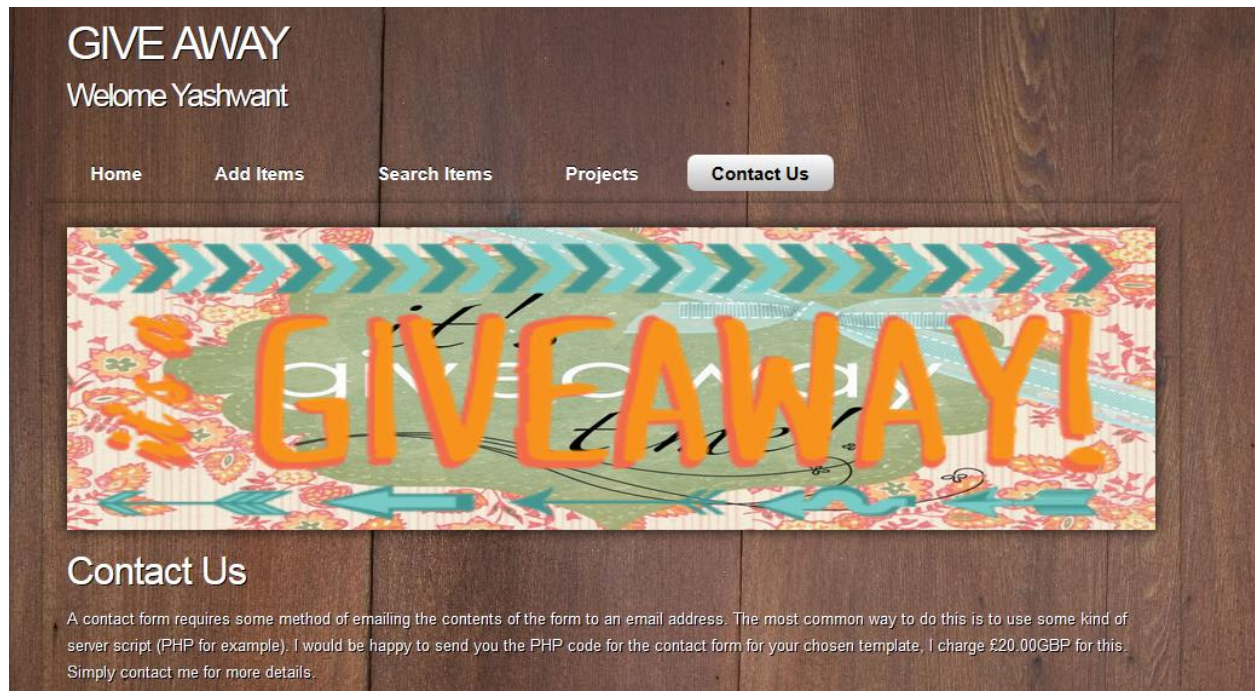 GIVE AWAY
Welome Yashwant
Home Add Items Search Items Projects Contact Us
it's
giveaway
time!
it's a
GIVEAWAY!
Contact Us
A contact form requires some method of emailing the contents of the form to an email address. The most common way to do this is to use some kind of
server script (PHP for example). I would be happy to send you the PHP code for the contact form for your chosen template, I charge £20.00GBP for this.
Simply contact me for more details.